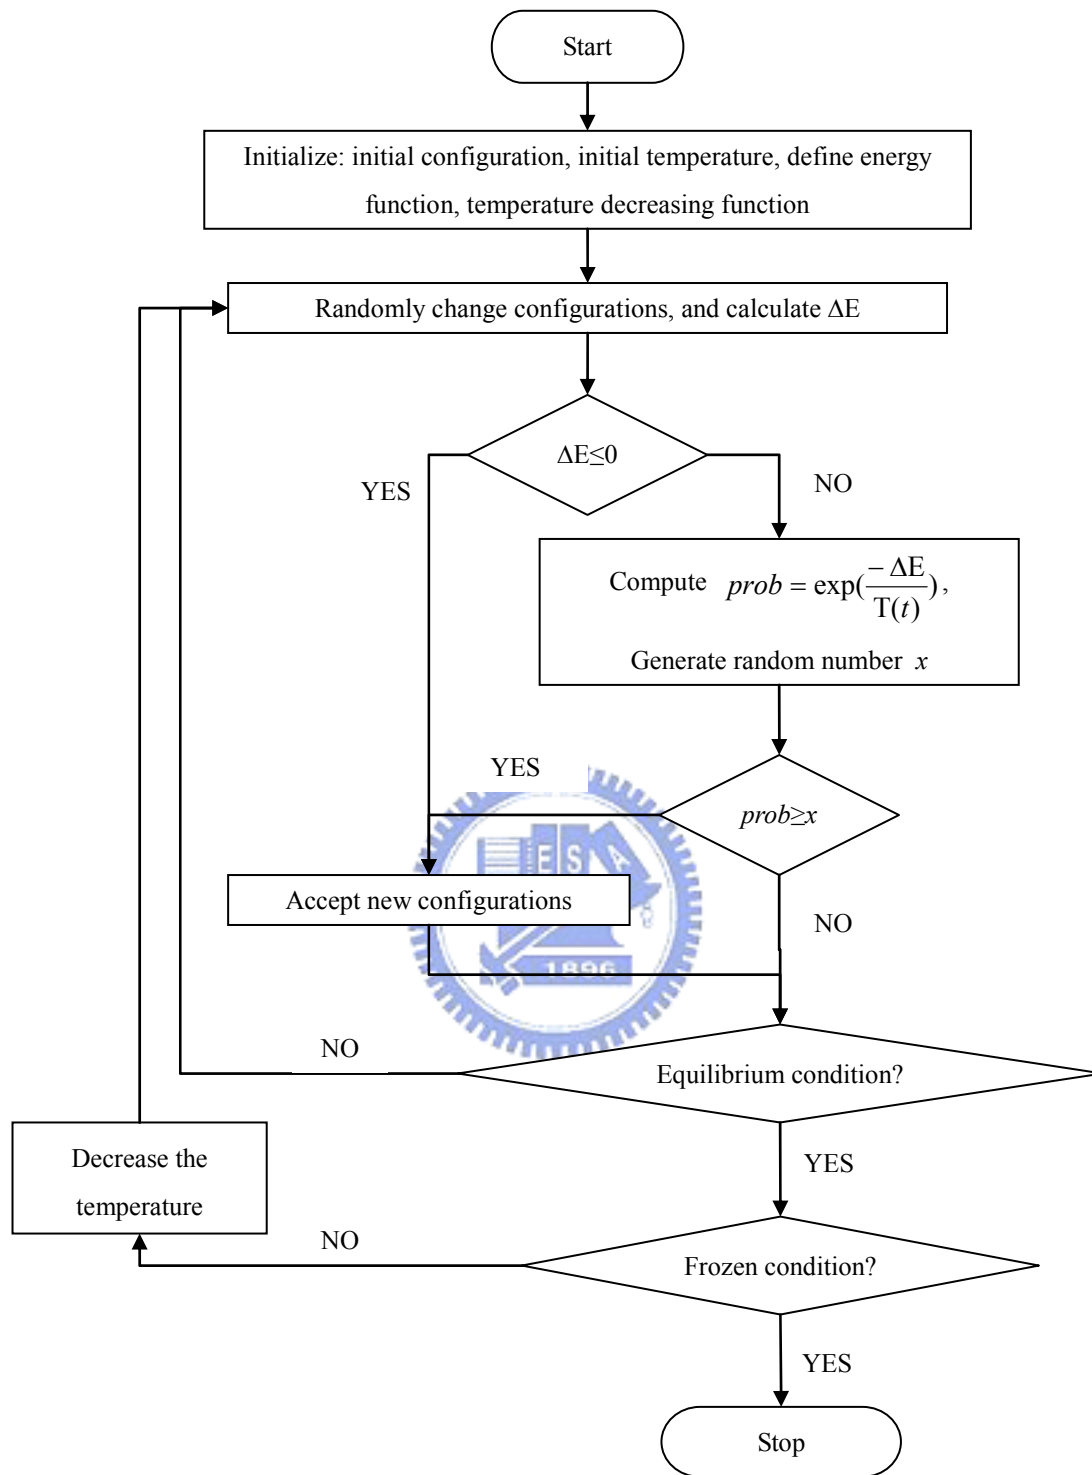 Start
Initialize: initial configuration, initial temperature, define energy
function, temperature decreasing function
Randomly change configurations, and calculate ΔE
ΔE≤0
YES
NO
Compute prob = exp(−ΔE/T(t)),
Generate random number x
YES
prob≥x
E S A
Accept new configurations
NO
1896
NO
Equilibrium condition?
Decrease the
temperature
YES
NO
Frozen condition?
YES
Stop